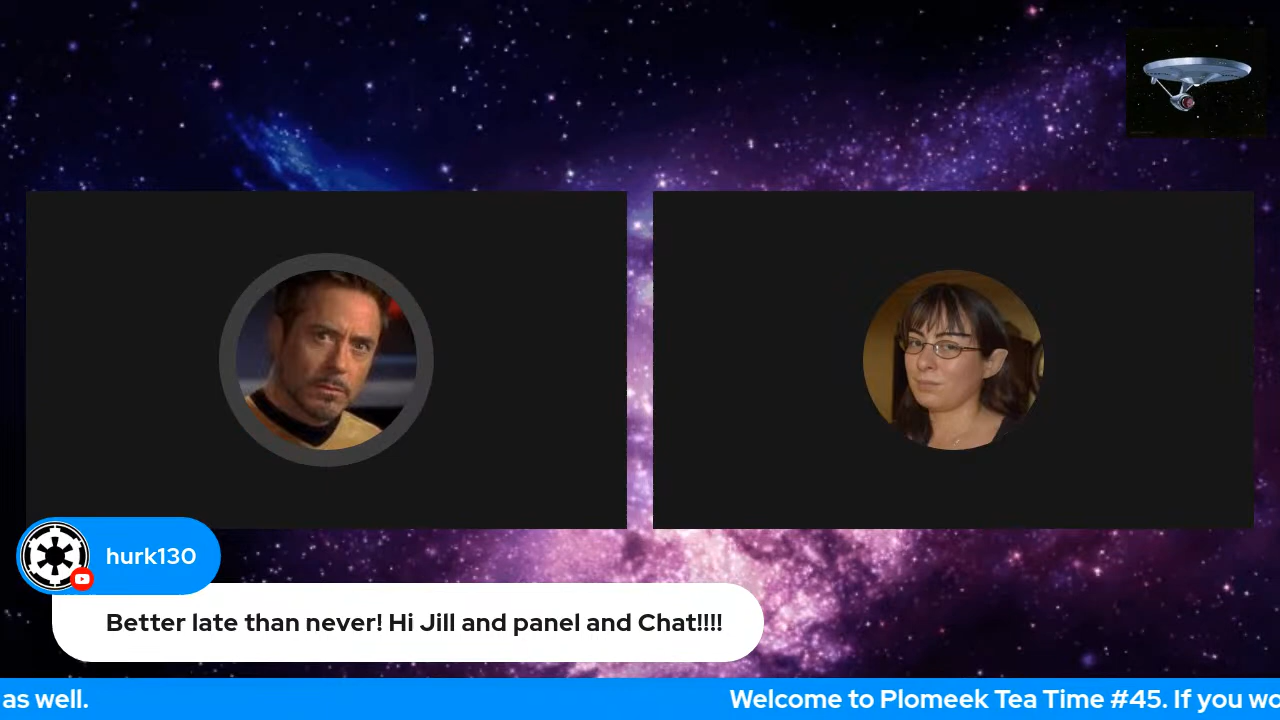 hurk130
Better late than never! Hi Jill and panel and Chat!!!!
as well. Welcome to Plomeek Tea Time #45. If you wo